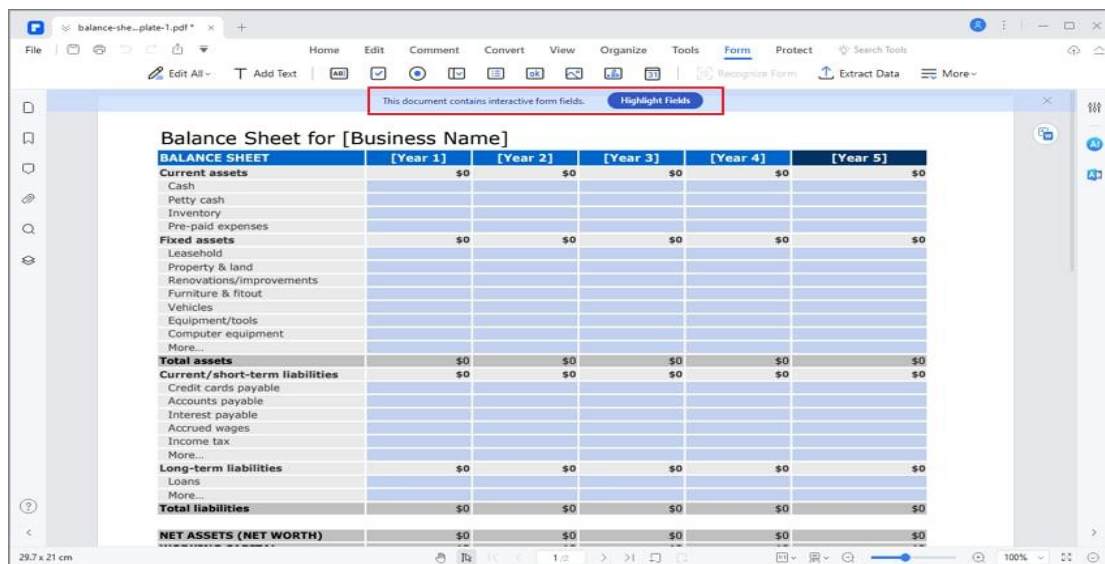 balance-she...plate-1.pdf *
File Home Edit Comment Convert View Organize Tools Form Protect Search Tools
Edit All Add Text Recognize Form Extract Data More
This document contains interactive form fields. Highlight Fields
Balance Sheet for [Business Name]
BALANCE SHEET [Year 1] [Year 2] [Year 3] [Year 4] [Year 5]
Current assets $0 $0 $0 $0 $0
Cash
Petty cash
Inventory
Pre-paid expenses
Fixed assets $0 $0 $0 $0 $0
Leasehold
Property & land
Renovations/improvements
Furniture & fitout
Vehicles
Equipment/tools
Computer equipment
More...
Total assets $0 $0 $0 $0 $0
Current/short-term liabilities $0 $0 $0 $0 $0
Credit cards payable
Accounts payable
Interest payable
Accrued wages
Income tax
More...
Long-term liabilities $0 $0 $0 $0 $0
Loans
More...
Total liabilities $0 $0 $0 $0 $0
NET ASSETS (NET WORTH) $0 $0 $0 $0 $0
29.7 x 21 cm 1 /2 100%